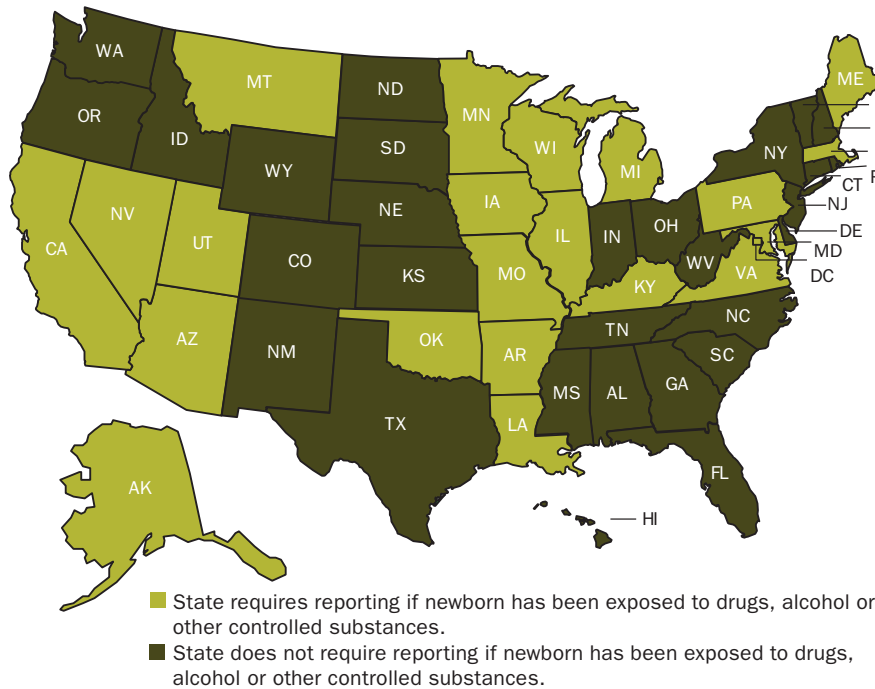 WA
MT
ND
MN
ME
OR
ID
SD
WI
WY
MI
NY
NE
IA
PA
CT
R
NJ
NV
UT
CA
CO
IL
IN
OH
DE
MD
DC
KS
MO
WV
VA
KY
AZ
NM
OK
AR
TN
NC
SC
MS
AL
GA
TX
LA
FL
AK
HI
State requires reporting if newborn has been exposed to drugs, alcohol or
other controlled substances.
State does not require reporting if newborn has been exposed to drugs,
alcohol or other controlled substances.